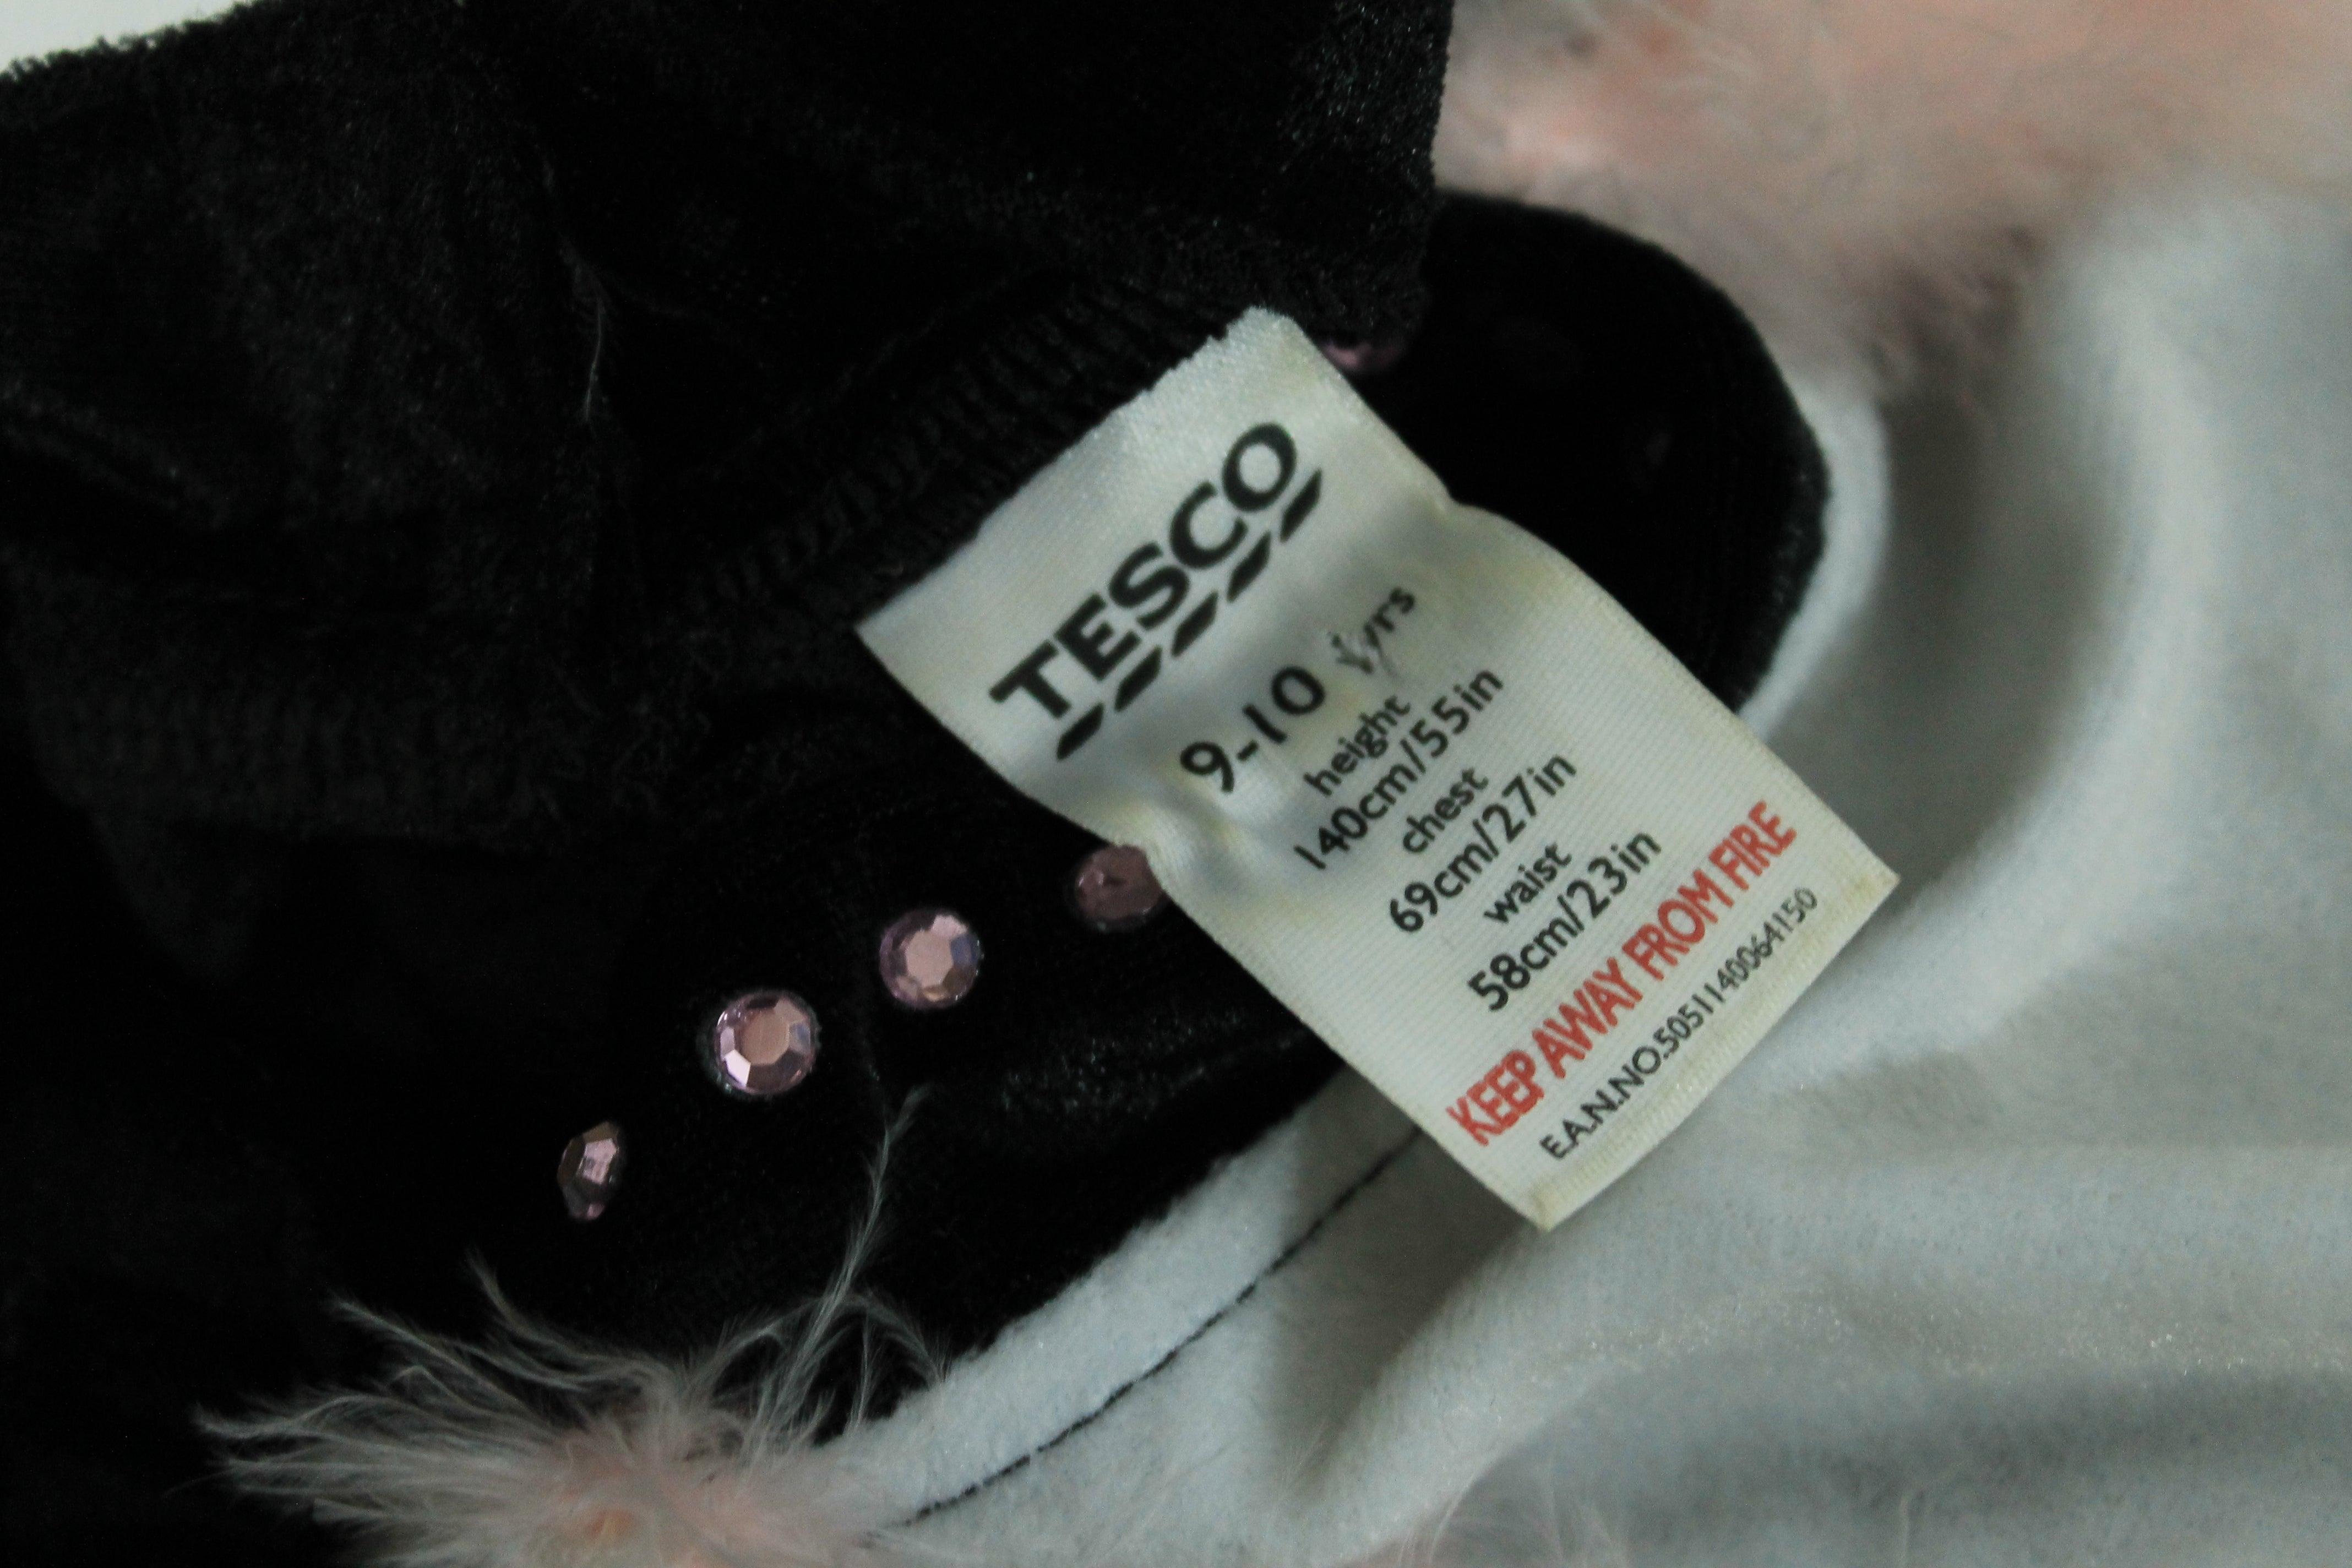 TESCO
9-10 yrs
height
140cm/55in
chest
69cm/27in
waist
58cm/23in
KEEP AWAY FROM FIRE
E.A.N.NO.5051140064150